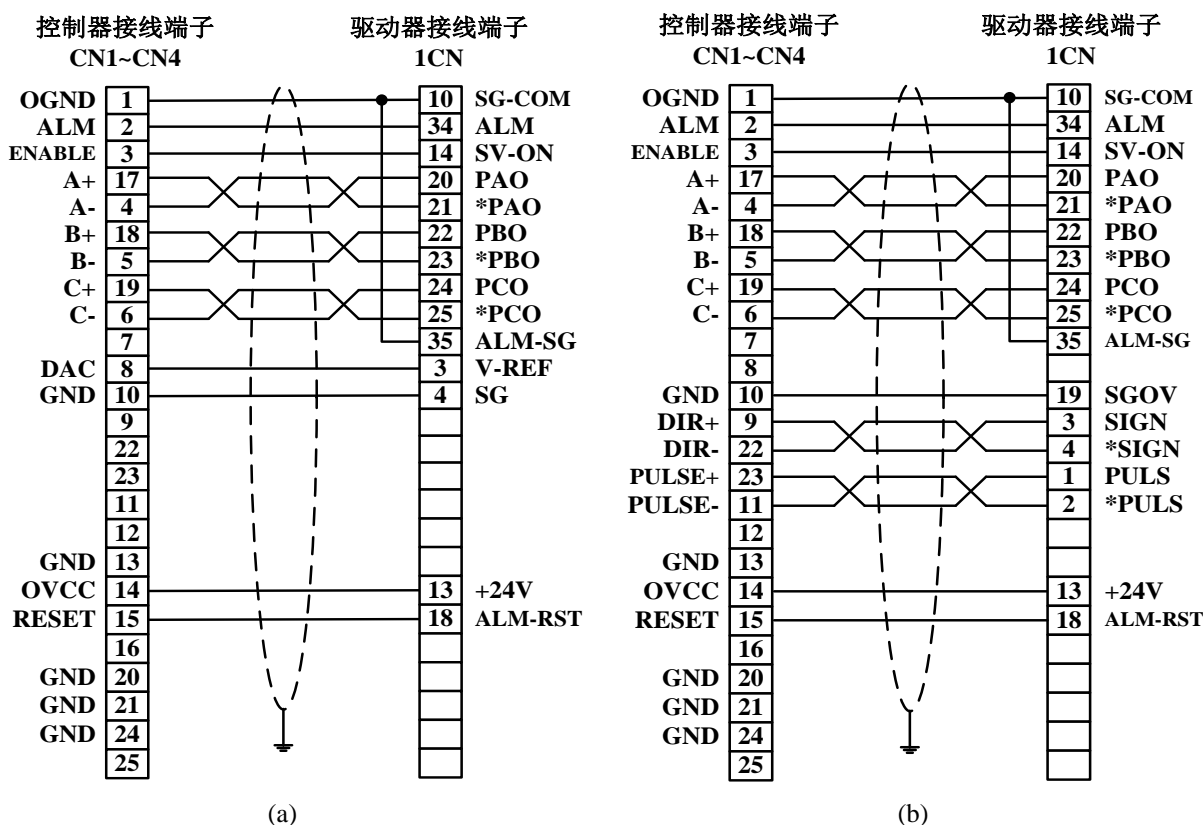 控制器接线端子 驱动器接线端子
CN1~CN4 1CN
OGND 1 10 SG-COM
ALM 2 34 ALM
ENABLE 3 14 SV-ON
A+ 17 20 PAO
A- 4 21 *PAO
B+ 18 22 PBO
B- 5 23 *PBO
C+ 19 24 PCO
C- 6 25 *PCO
7 35 ALM-SG
DAC 8 3 V-REF
GND 10 4 SG
9
22
23
11
12
GND 13
OVCC 14 13 +24V
RESET 15 18 ALM-RST
16
GND 20
GND 21
GND 24
25
(a)
控制器接线端子 驱动器接线端子
CN1~CN4 1CN
OGND 1 10 SG-COM
ALM 2 34 ALM
ENABLE 3 14 SV-ON
A+ 17 20 PAO
A- 4 21 *PAO
B+ 18 22 PBO
B- 5 23 *PBO
C+ 19 24 PCO
C- 6 25 *PCO
7 35 ALM-SG
8
GND 10 19 SGOV
DIR+ 9 3 SIGN
DIR- 22 4 *SIGN
PULSE+ 23 1 PULS
PULSE- 11 2 *PULS
12
GND 13
OVCC 14 13 +24V
RESET 15 18 ALM-RST
16
GND 20
GND 21
GND 24
25
(b)